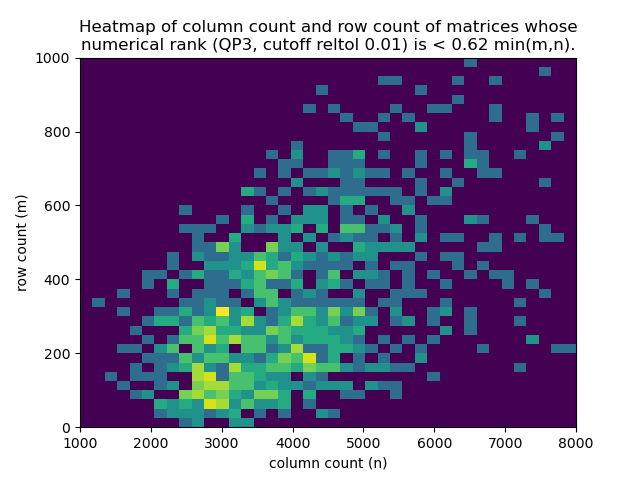 Heatmap of column count and row count of matrices whose
numerical rank (QP3, cutoff reltol 0.01) is < 0.62 min(m,n).
1000
800
600
400
200
0
row count (m)
1000 2000 3000 4000 5000 6000 7000 8000
column count (n)